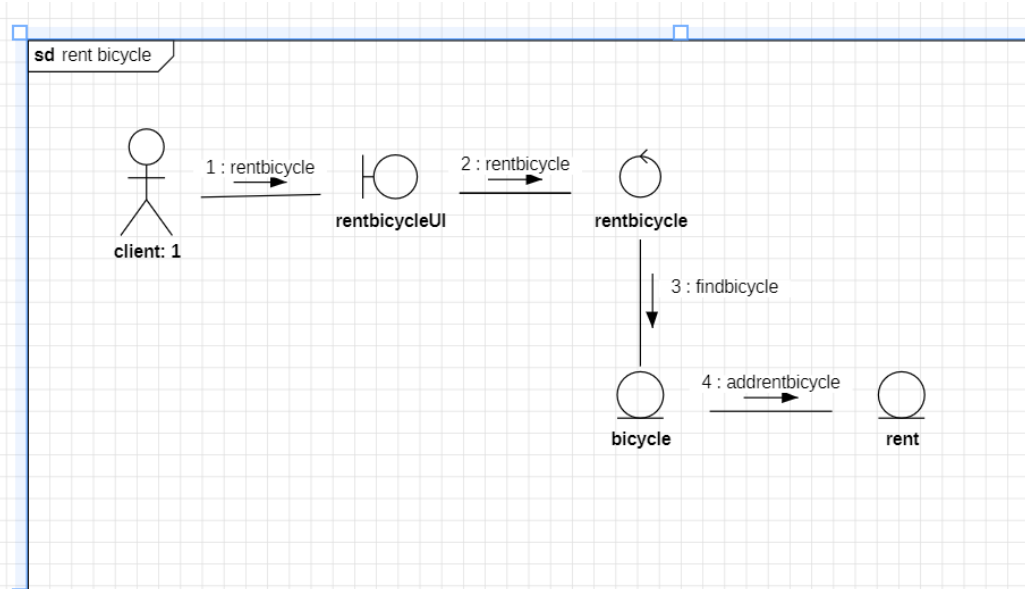 sd rent bicycle
1 : rentbicycle
2 : rentbicycle
rentbicycleUI
rentbicycle
client: 1
3 : findbicycle
4 : addrentbicycle
bicycle
rent